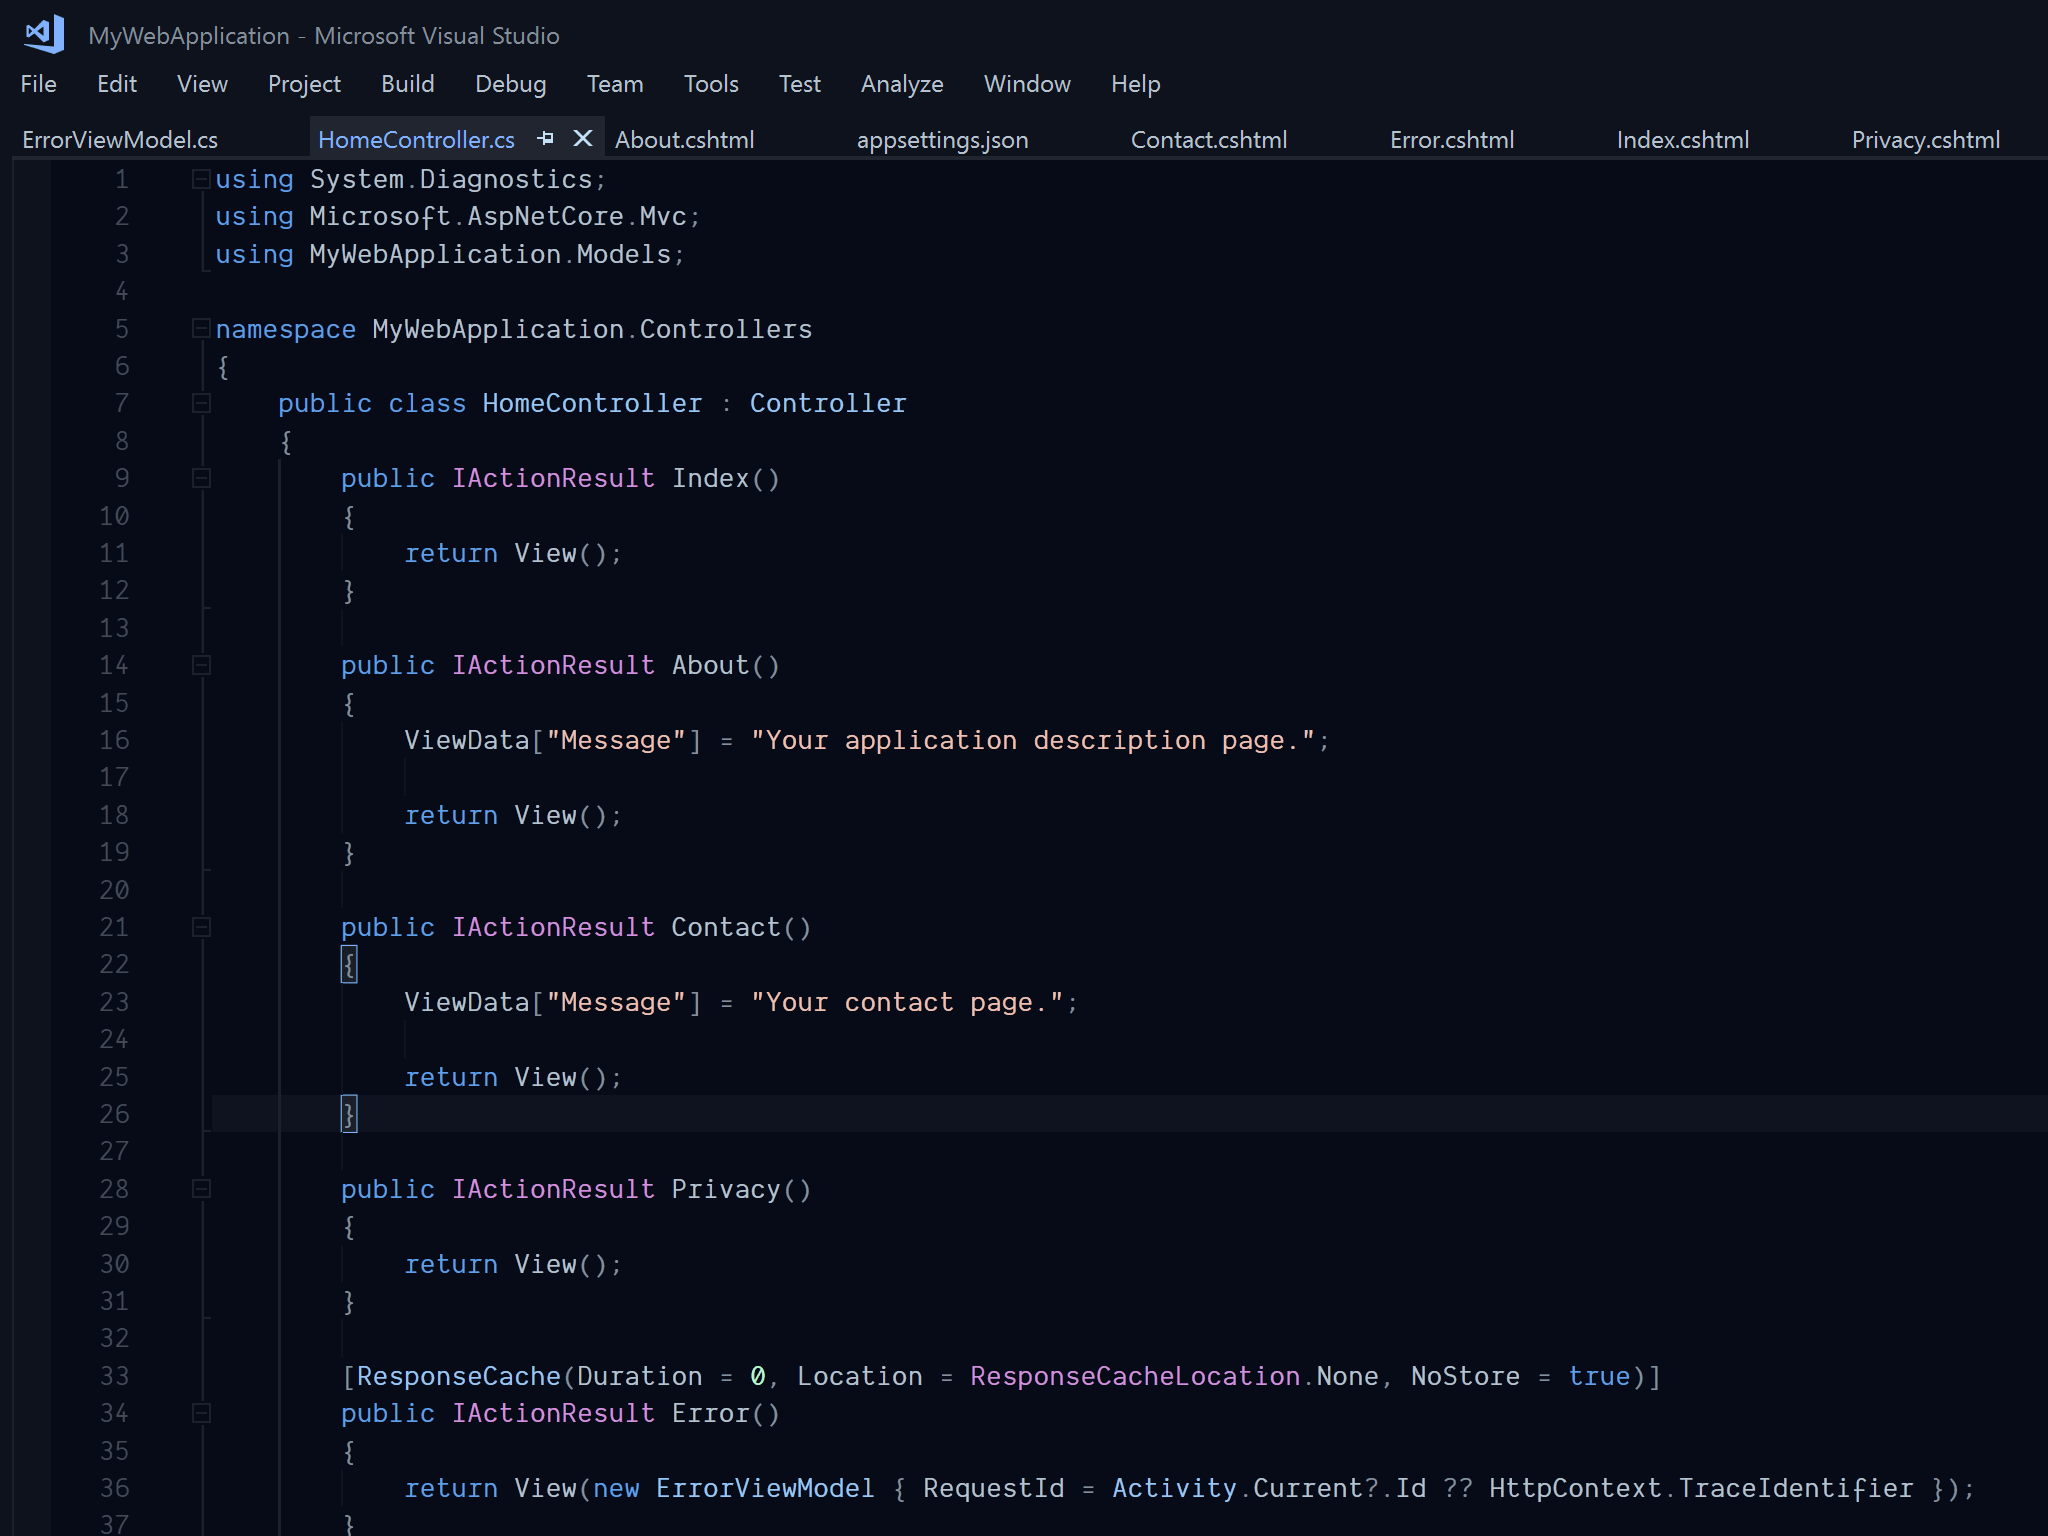 MyWebApplication - Microsoft Visual Studio
File Edit View Project Build Debug Team Tools Test Analyze Window Help
ErrorViewModel.cs HomeController.cs About.cshtml appsettings.json Contact.cshtml Error.cshtml Index.cshtml Privacy.cshtml
1 using System.Diagnostics;
2 using Microsoft.AspNetCore.Mvc;
3 using MyWebApplication.Models;
4
5 namespace MyWebApplication.Controllers
6 {
7 public class HomeController : Controller
8 {
9 public IActionResult Index()
10 {
11 return View();
12 }
13
14 public IActionResult About()
15 {
16 ViewData["Message"] = "Your application description page.";
17
18 return View();
19 }
20
21 public IActionResult Contact()
22 {
23 ViewData["Message"] = "Your contact page.";
24
25 return View();
26 }
27
28 public IActionResult Privacy()
29 {
30 return View();
31 }
32
33 [ResponseCache(Duration = 0, Location = ResponseCacheLocation.None, NoStore = true)]
34 public IActionResult Error()
35 {
36 return View(new ErrorViewModel { RequestId = Activity.Current?.Id ?? HttpContext.TraceIdentifier });
37 }